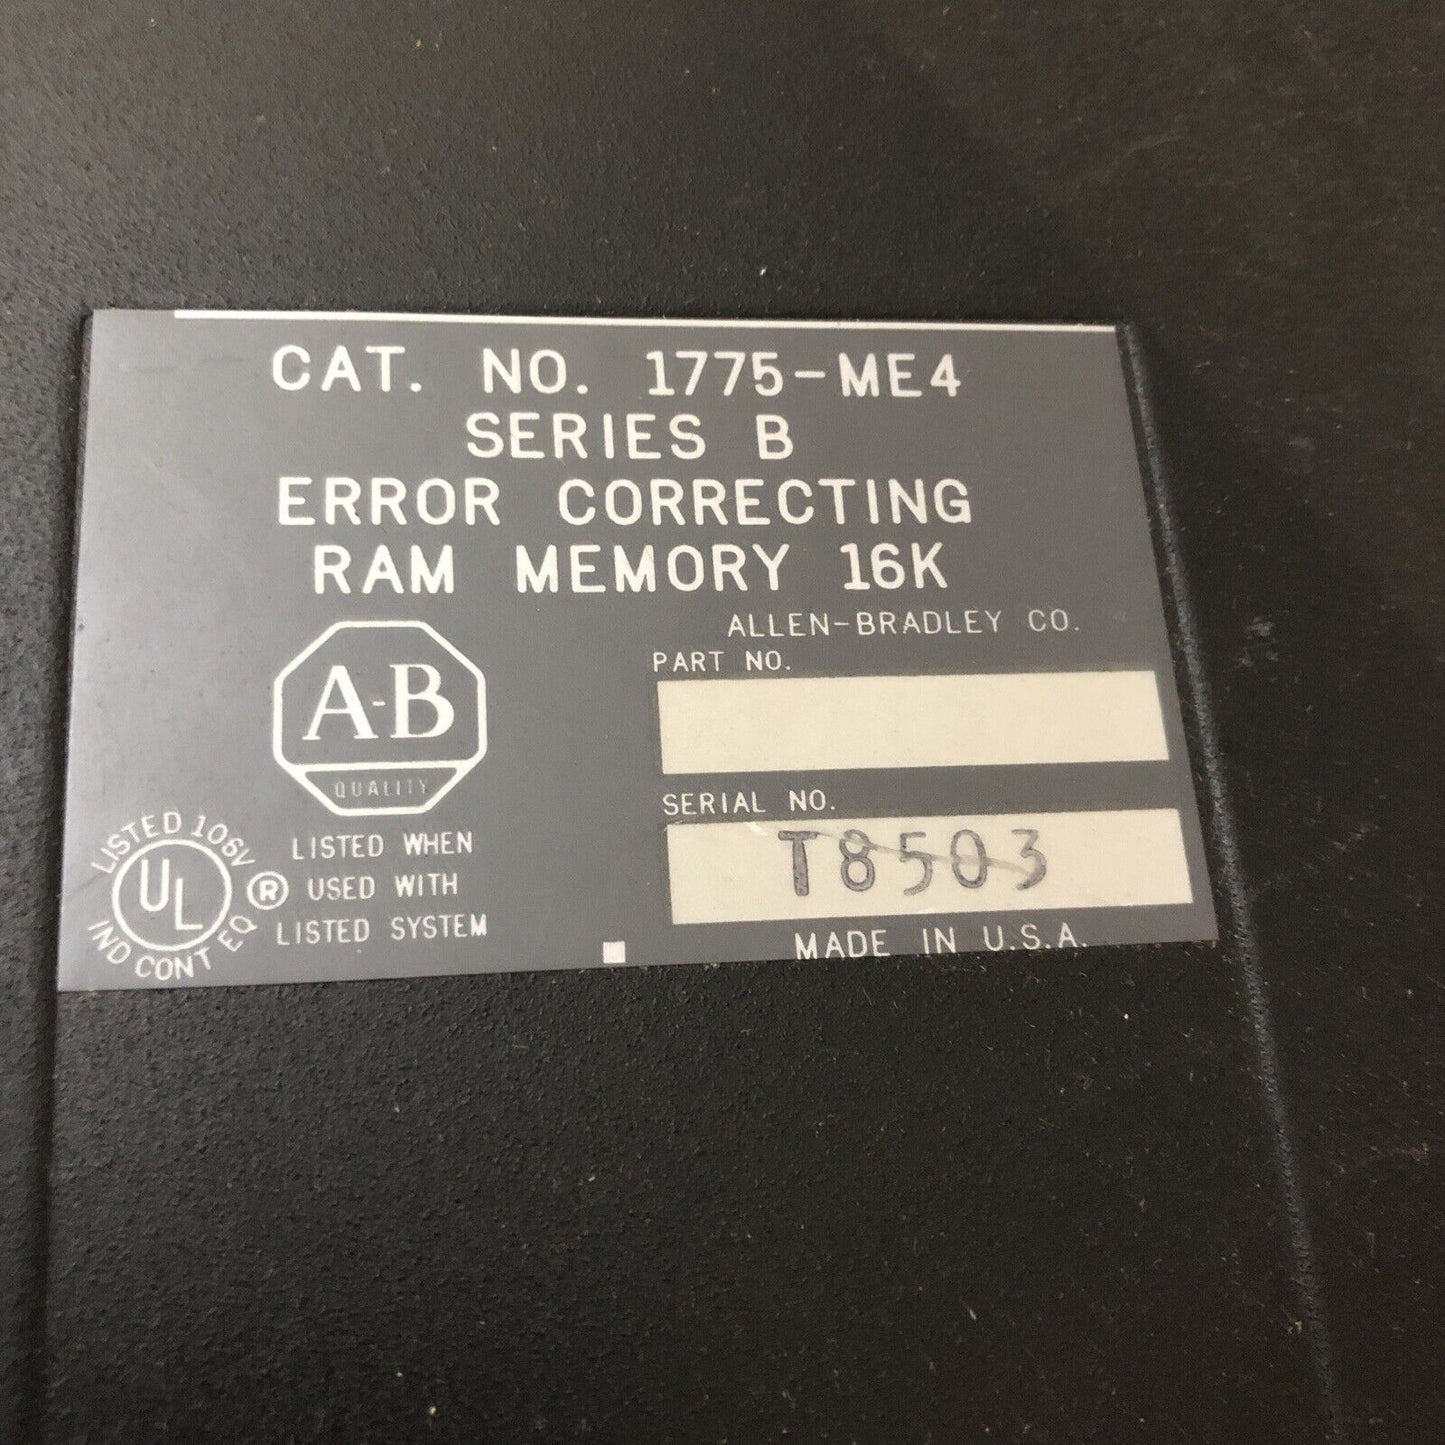 CAT. NO. 1775-ME4
SERIES B
ERROR CORRECTING
RAM MEMORY 16K
ALLEN-BRADLEY CO.
PART NO.
A-B
QUALITY
SERIAL NO.
T8503
LISTED 106V
UL
®
IND CONT EQ
LISTED WHEN
USED WITH
LISTED SYSTEM
MADE IN U.S.A.